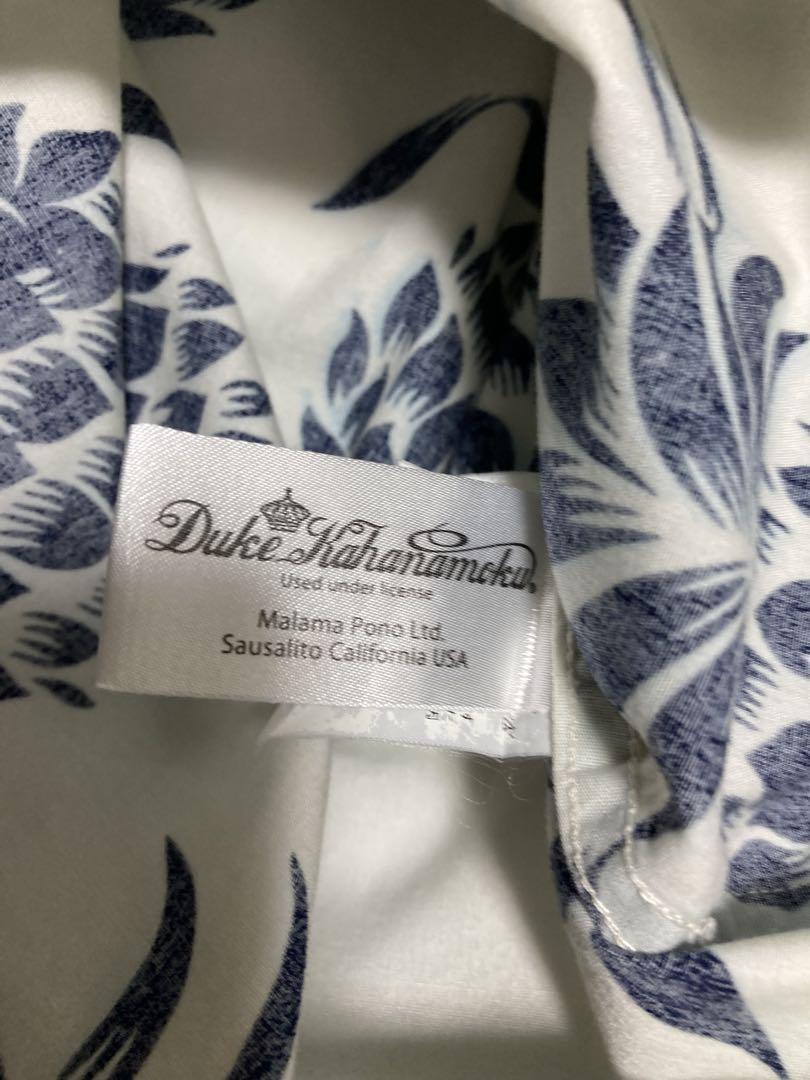 Duke Kahanamoku.
Used under license
Malama Pono Ltd.
Sausalito California USA